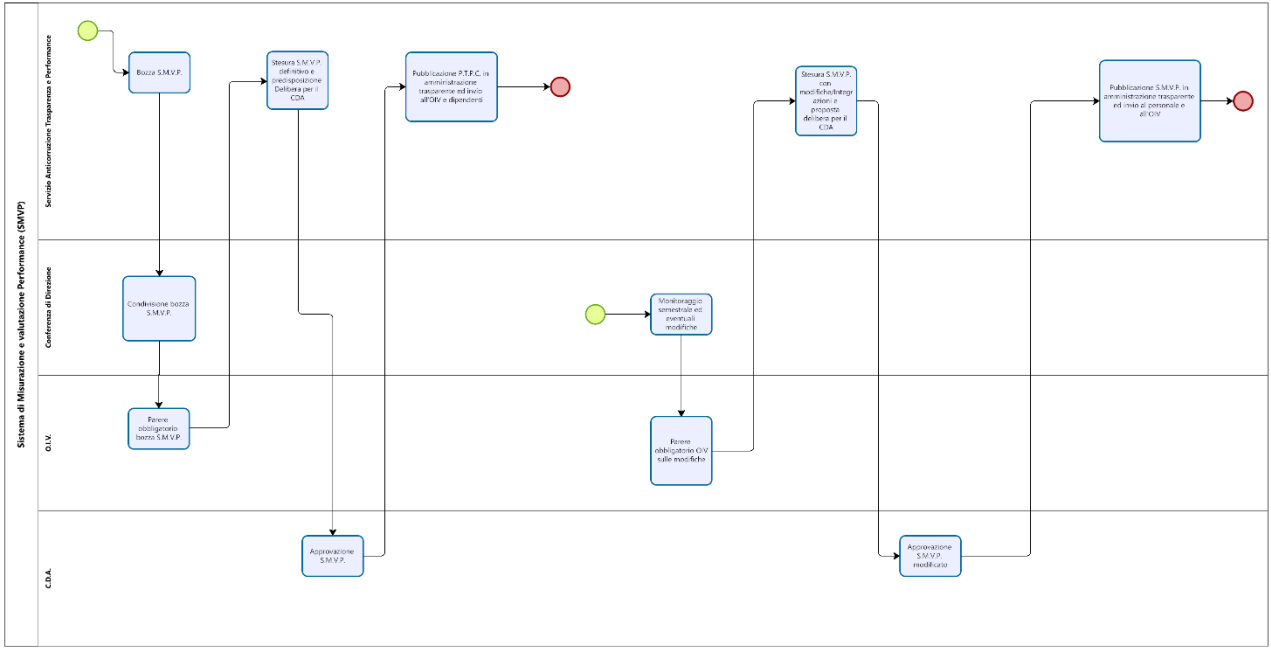 Sistema di Misurazione e valutazione Performance (SMVP)
Servizio Anticorruzione Trasparenza e Performance
Bozza S.M.V.P.
Stesura S.M.V.P.
definitivo e
predisposizione
Delibera per il
CDA
Pubblicazione P.T.P.C. in
amministrazione
trasparente ed invio
all'OIV e dipendenti
Stesura S.M.V.P.
con
modifiche/integr
azioni e
proposta
delibera per il
CDA
Pubblicazione S.M.V.P. in
amministrazione trasparente
ed invio al personale e
all'OIV
Conferenza di Direzione
Condivisione bozza
S.M.V.P.
Monitoraggio
semestrale ed
eventuali
modifiche
O.I.V.
Parere
obbligatorio
bozza S.M.V.P.
Parere
obbligatorio OIV
sulle modifiche
C.D.A.
Approvazione
S.M.V.P.
Approvazione
S.M.V.P.
modificato